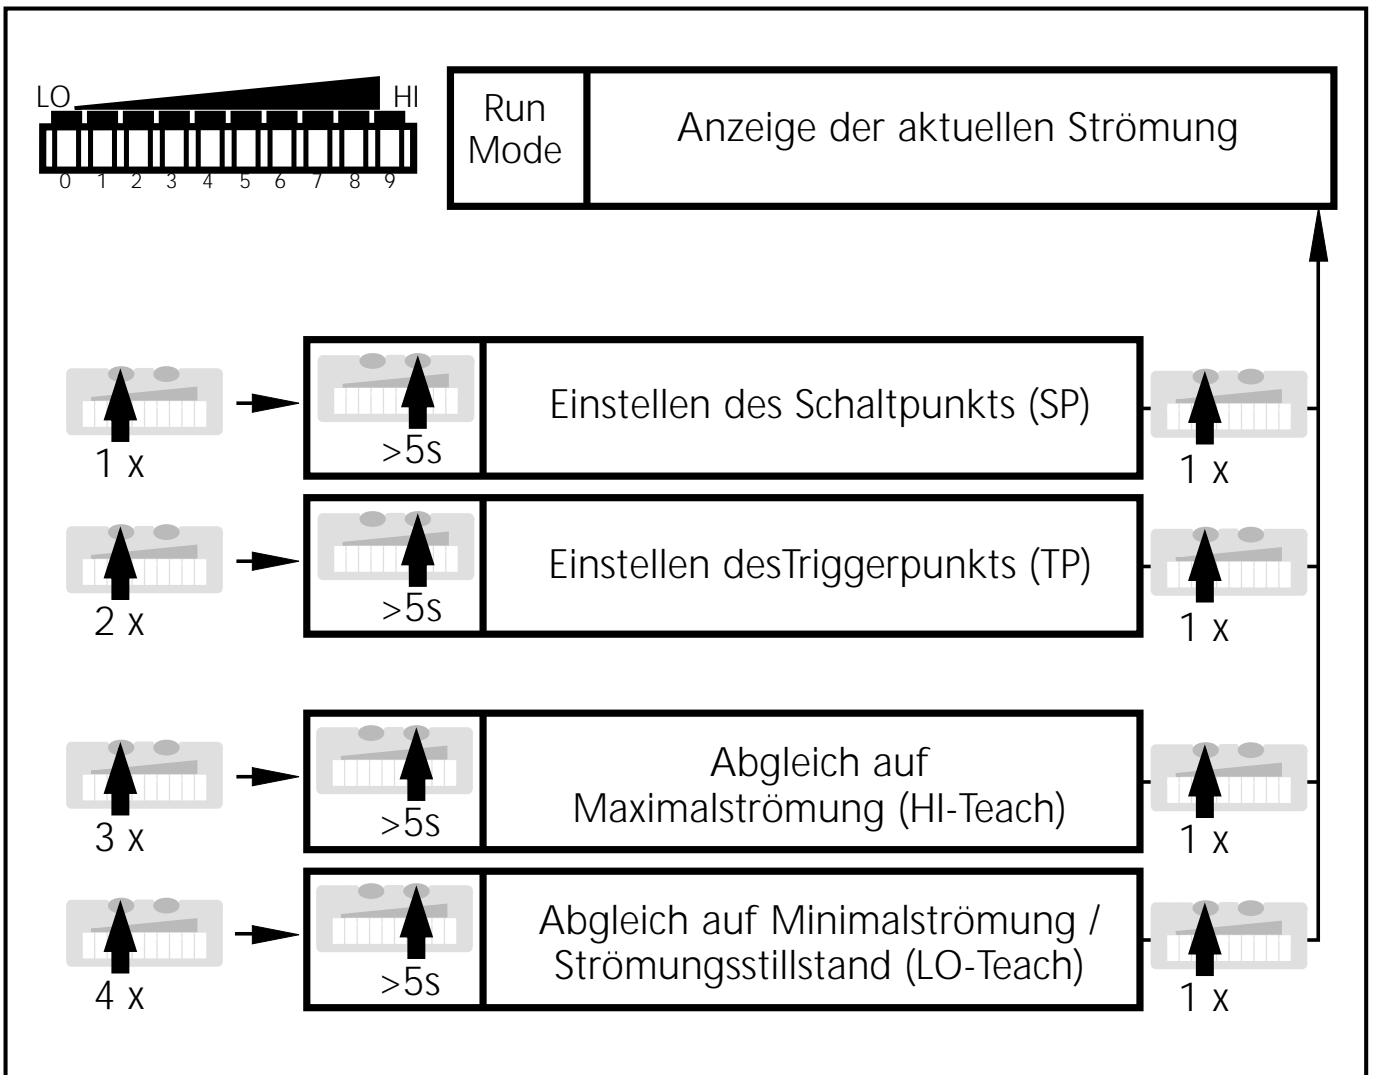 LO
HI
0 1 2 3 4 5 6 7 8 9
Run
Mode
Anzeige der aktuellen Strömung
1 x
>5s
Einstellen des Schaltpunkts (SP)
1 x
2 x
>5s
Einstellen desTriggerpunkts (TP)
1 x
3 x
>5s
Abgleich auf
Maximalströmung (HI-Teach)
1 x
4 x
>5s
Abgleich auf Minimalströmung /
Strömungsstillstand (LO-Teach)
1 x